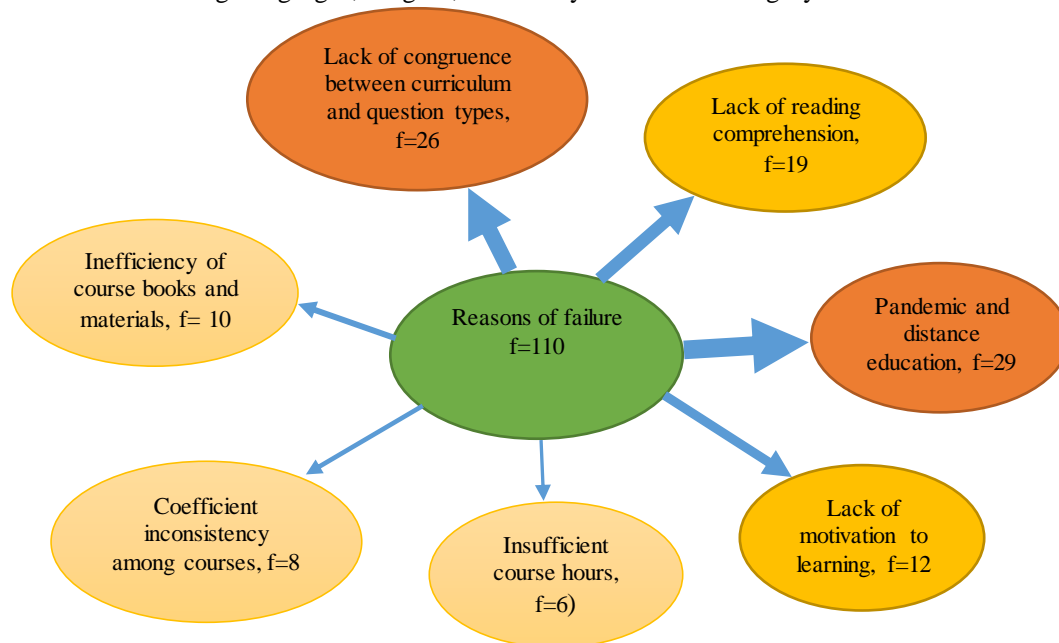 Lack of congruence
between curriculum
and question types,
f=26
Lack of reading
comprehension,
f=19
Inefficiency of
course books and
materials, f= 10
Reasons of failure
f=110
Pandemic and
distance
education, f=29
Coefficient
inconsistency
among courses, f=8
Insufficient
course hours,
f=6)
Lack of
motivation to
learning, f=12